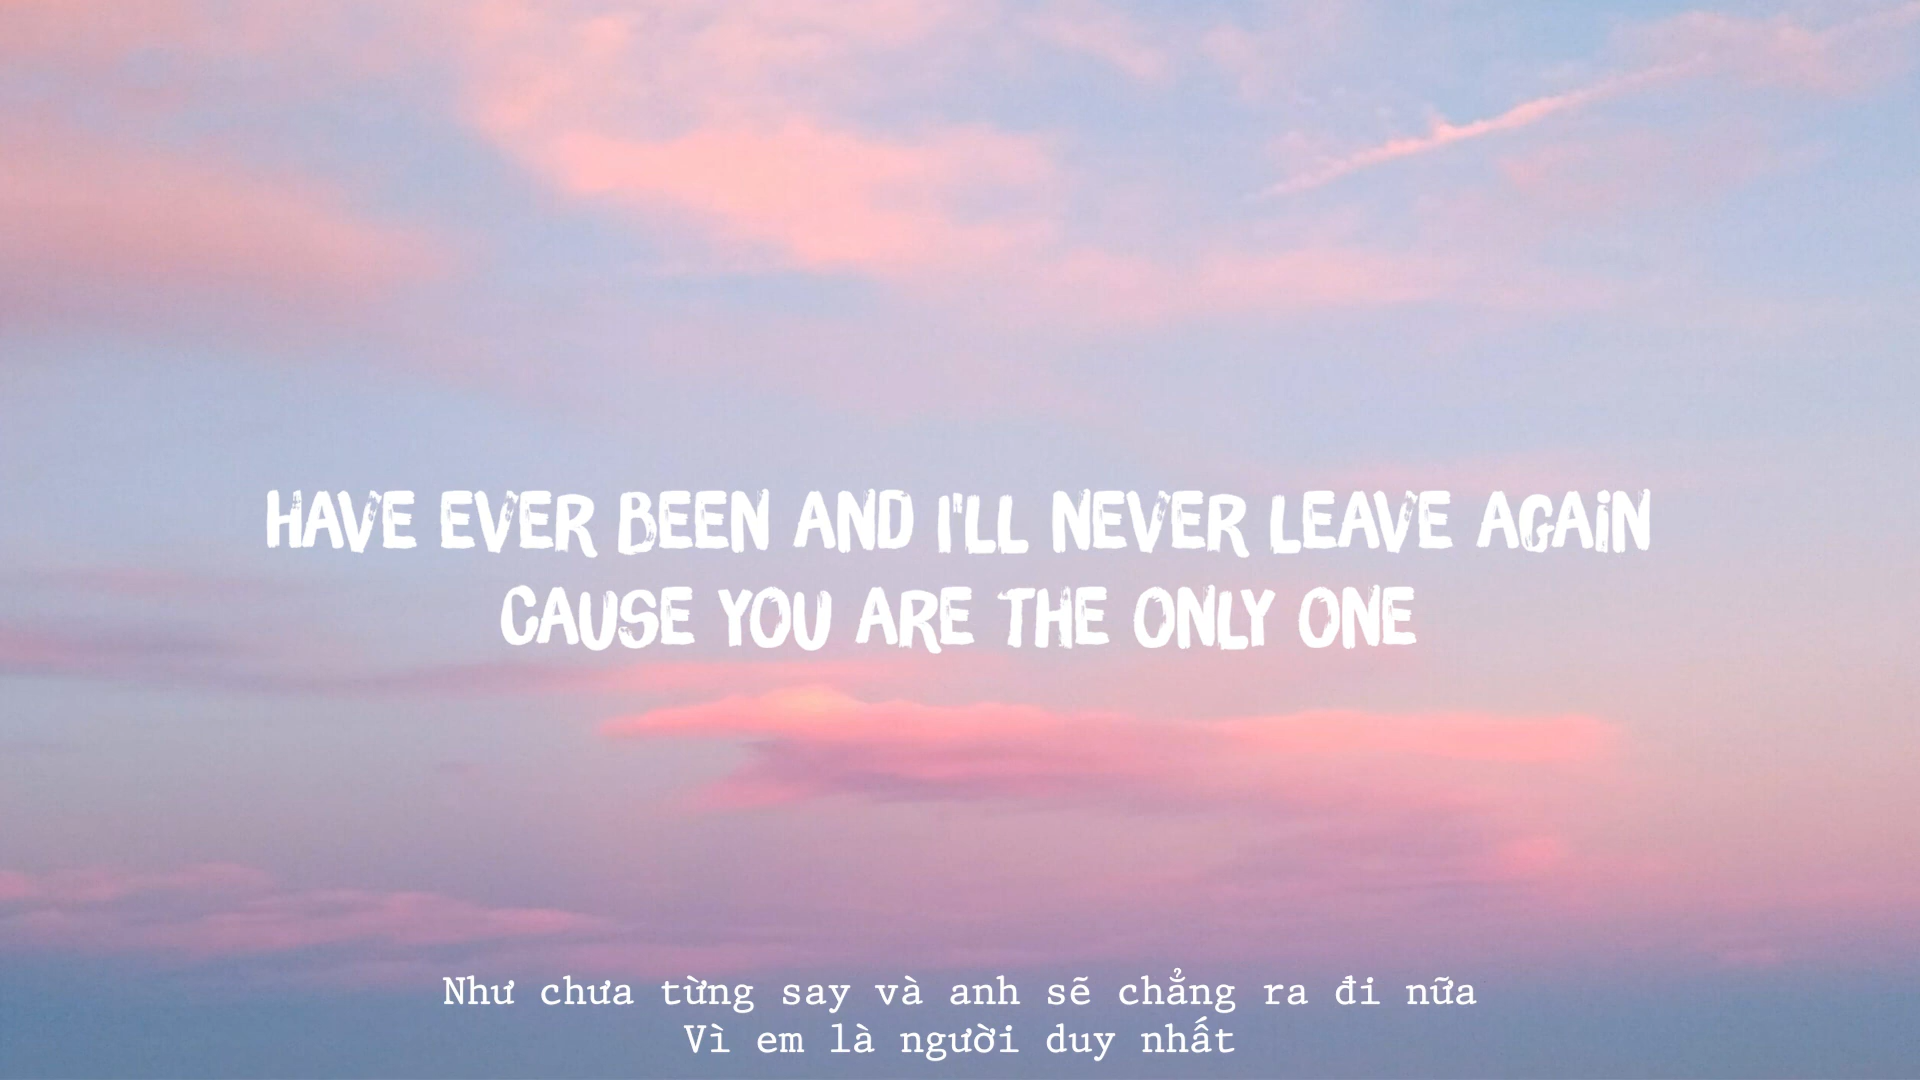 HAVE EVER BEEN AND I'LL NEVER LEAVE AGAIN
CAUSE YOU ARE THE ONLY ONE
Như chưa từng say và anh sẽ chẳng ra đi nữa
Vì em là người duy nhất